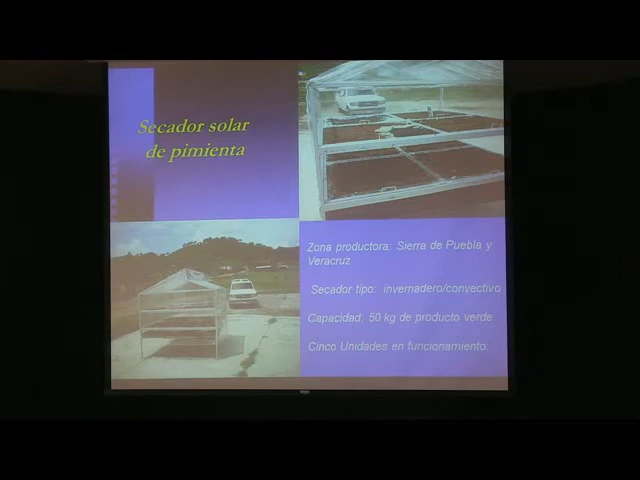 Secador solar
de pimienta
Zona productora: Sierra de Puebla y
Veracruz
Secador tipo: invernadero/convectivo
Capacidad: 50 kg de producto verde
Cinco Unidades en funcionamiento.